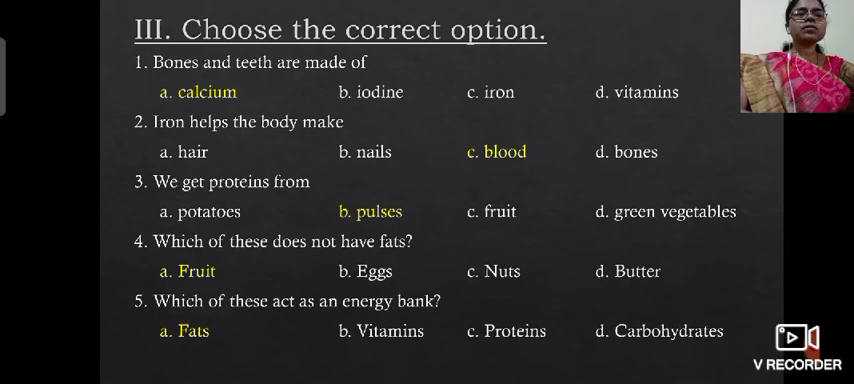 III. Choose the correct option.
1. Bones and teeth are made of
a. calcium b. iodine c. iron d. vitamins
2. Iron helps the body make
a. hair b. nails c. blood d. bones
3. We get proteins from
a. potatoes b. pulses c. fruit d. green vegetables
4. Which of these does not have fats?
a. Fruit b. Eggs c. Nuts d. Butter
5. Which of these act as an energy bank?
a. Fats b. Vitamins c. Proteins d. Carbohydrates
V RECORDER